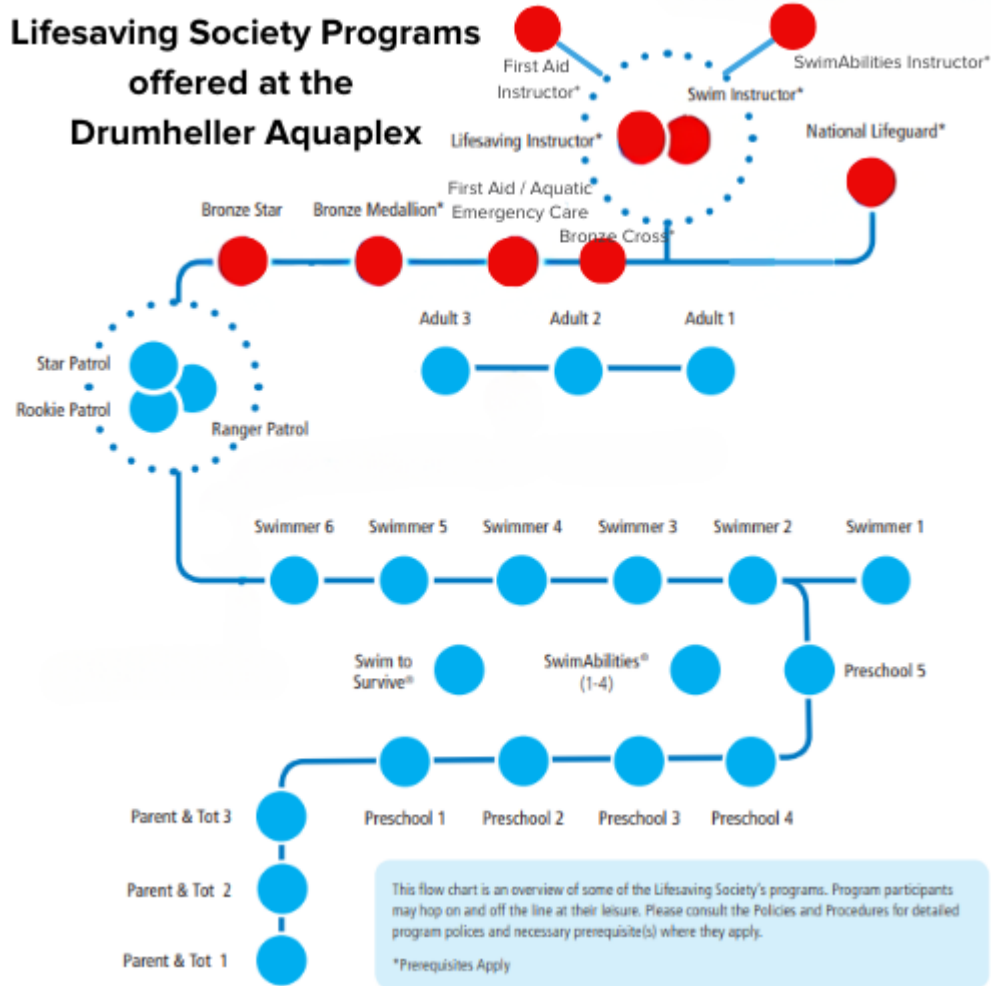 Lifesaving Society Programs
offered at the
Drumheller Aquaplex
First Aid
Instructor*
SwimAbilities Instructor*
Swim Instructor*
Lifesaving Instructor*
National Lifeguard*
Bronze Star
Bronze Medallion*
First Aid / Aquatic
Emergency Care
Bronze Cross*
Adult 3
Adult 2
Adult 1
Star Patrol
Rookie Patrol
Ranger Patrol
Swimmer 6
Swimmer 5
Swimmer 4
Swimmer 3
Swimmer 2
Swimmer 1
Swim to
Survive®
SwimAbilities®
(1-4)
Preschool 5
Parent & Tot 3
Preschool 1
Preschool 2
Preschool 3
Preschool 4
Parent & Tot 2
Parent & Tot 1
This flow chart is an overview of some of the Lifesaving Society's programs. Program participants
may hop on and off the line at their leisure. Please consult the Policies and Procedures for detailed
program polices and necessary prerequisite(s) where they apply.
*Prerequisites Apply